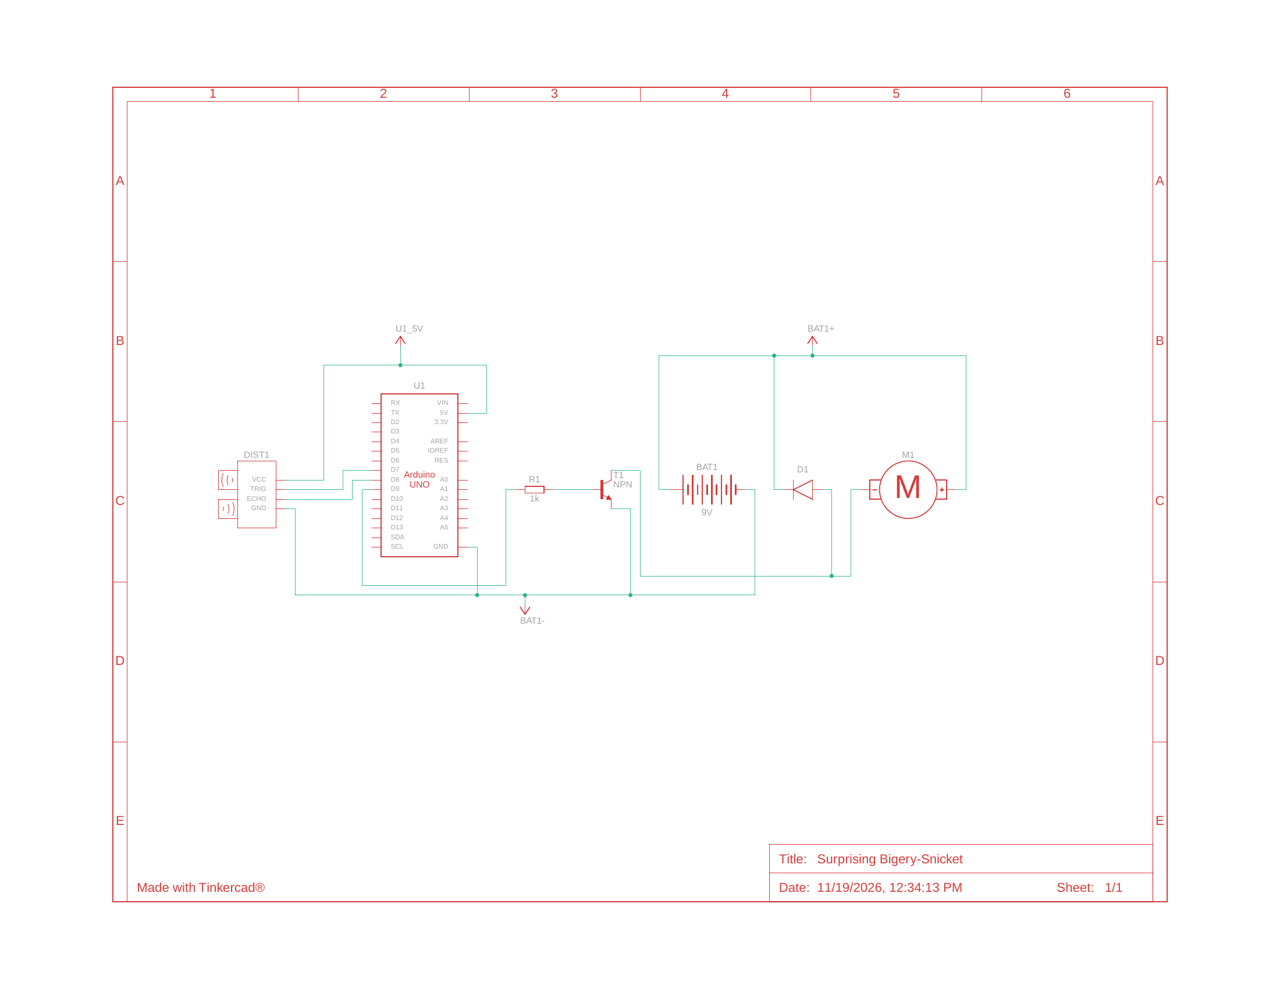 1 2 3 4 5 6
A A
U1_5V BAT1+
B B
U1
RX VIN
TX 5V
D2 3.3V
D3
D4 AREF
D5 IOREF
D6 RES
D7
D8 A0
D9 A1
D10 A2
D11 A3
D12 A4
D13 A5
SDA
SCL GND
Arduino
UNO
DIST1
VCC
TRIG
ECHO
GND
R1
1k
T1
NPN
BAT1
9V
D1
M1
- M +
C C
BAT1-
D D
E E
Title: Surprising Bigery-Snicket
Made with Tinkercad®
Date: 11/19/2026, 12:34:13 PM Sheet: 1/1